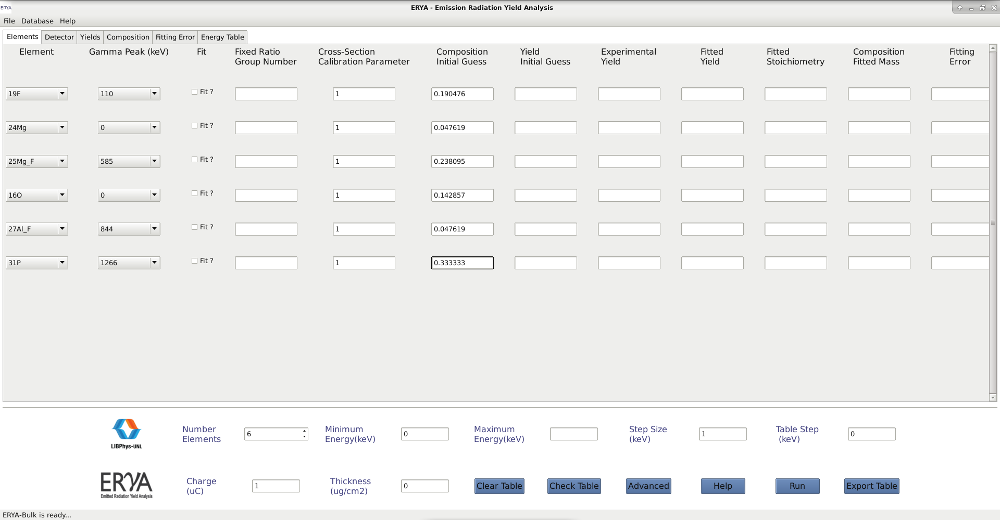 ERYA
ERYA - Emission Radiation Yield Analysis
File Database Help
Elements Detector Yields Composition Fitting Error Energy Table
Element Gamma Peak (keV) Fit Fixed Ratio Cross-Section Composition Yield Experimental Fitted Fitted Composition Fitting
Group Number Calibration Parameter Initial Guess Initial Guess Yield Yield Stoichiometry Fitted Mass Error
19F 110 Fit ? 1 0.190476
24Mg 0 Fit ? 1 0.047619
25Mg_F 585 Fit ? 1 0.238095
16O 0 Fit ? 1 0.142857
27Al_F 844 Fit ? 1 0.047619
31P 1266 Fit ? 1 0.333333
LIBPhys-UNL
Number Elements 6 Minimum Energy(keV) 0 Maximum Energy(keV) Step Size (keV) 1 Table Step (keV) 0
ERYA
Emitted Radiation Yield Analysis
Charge (uC) 1 Thickness (ug/cm2) 0 Clear Table Check Table Advanced Help Run Export Table
ERYA-Bulk is ready...